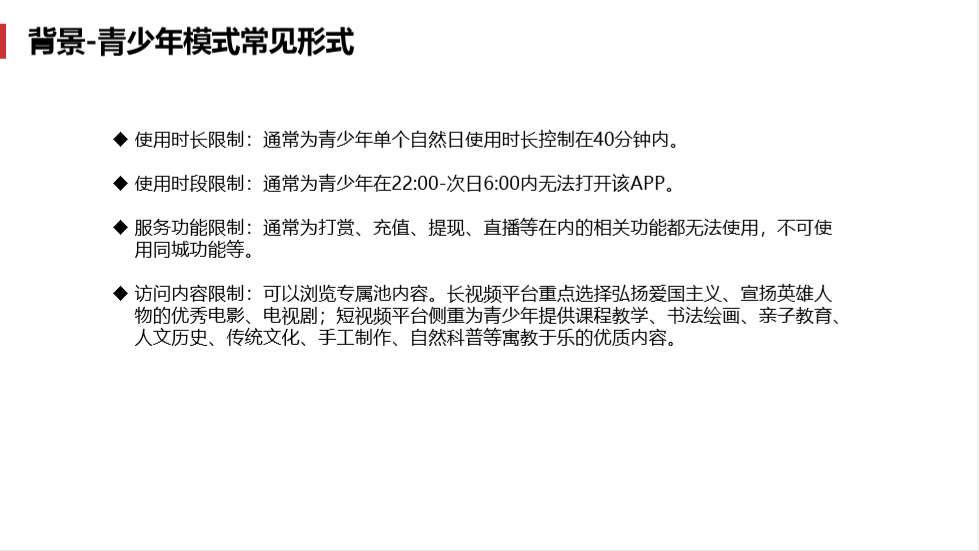 背景-青少年模式常见形式
◆ 使用时长限制：通常为青少年单个自然日使用时长控制在40分钟内。
◆ 使用时段限制：通常为青少年在22:00-次日6:00内无法打开该APP。
◆ 服务功能限制：通常为打赏、充值、提现、直播等在内的相关功能都无法使用，不可使
用同城功能等。
◆ 访问内容限制：可以浏览专属池内容。长视频平台重点选择弘扬爱国主义、宣扬英雄人
物的优秀电影、电视剧；短视频平台侧重为青少年提供课程教学、书法绘画、亲子教育、
人文历史、传统文化、手工制作、自然科普等寓教于乐的优质内容。